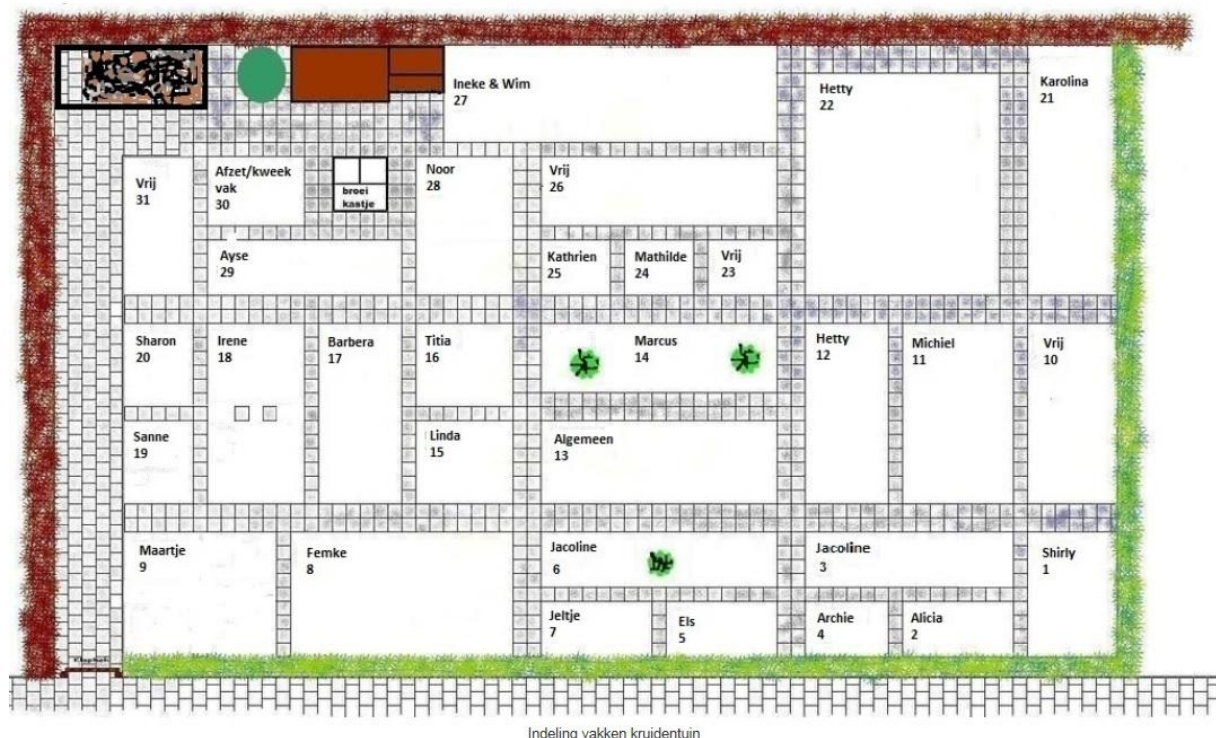 Ineke & Wim
27
Hetty
22
Karolina
21
Vrij
31
Afzet/kweek
vak
30
broei
kastje
Noor
28
Vrij
26
Ayse
29
Kathrien
25
Mathilde
24
Vrij
23
Sharon
20
Irene
18
Barbera
17
Titia
16
Marcus
14
Hetty
12
Michiel
11
Vrij
10
Sanne
19
Linda
15
Algemeen
13
Maartje
9
Femke
8
Jacoline
6
Jacoline
3
Shirly
1
Jeltje
7
Els
5
Archie
4
Alicia
2
Indeling vakken kruidentuin